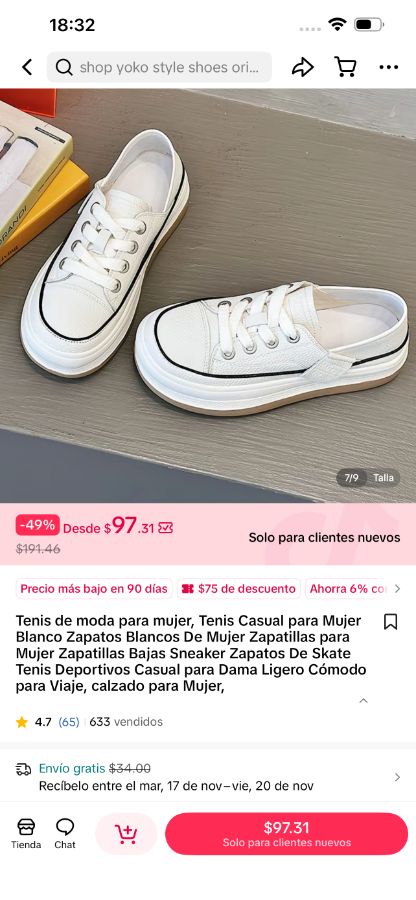 18:32
shop yoko style shoes ori...
7/9 Talla
-49% Desde $97.31
$191.46
Solo para clientes nuevos
Precio más bajo en 90 días
$75 de descuento
Ahorra 6% co
Tenis de moda para mujer, Tenis Casual para Mujer
Blanco Zapatos Blancos De Mujer Zapatillas para
Mujer Zapatillas Bajas Sneaker Zapatos De Skate
Tenis Deportivos Casual para Dama Ligero Cómodo
para Viaje, calzado para Mujer,
4.7 (65) 633 vendidos
Envío gratis $34.00
Recíbelo entre el mar, 17 de nov–vie, 20 de nov
Tienda
Chat
$97.31
Solo para clientes nuevos